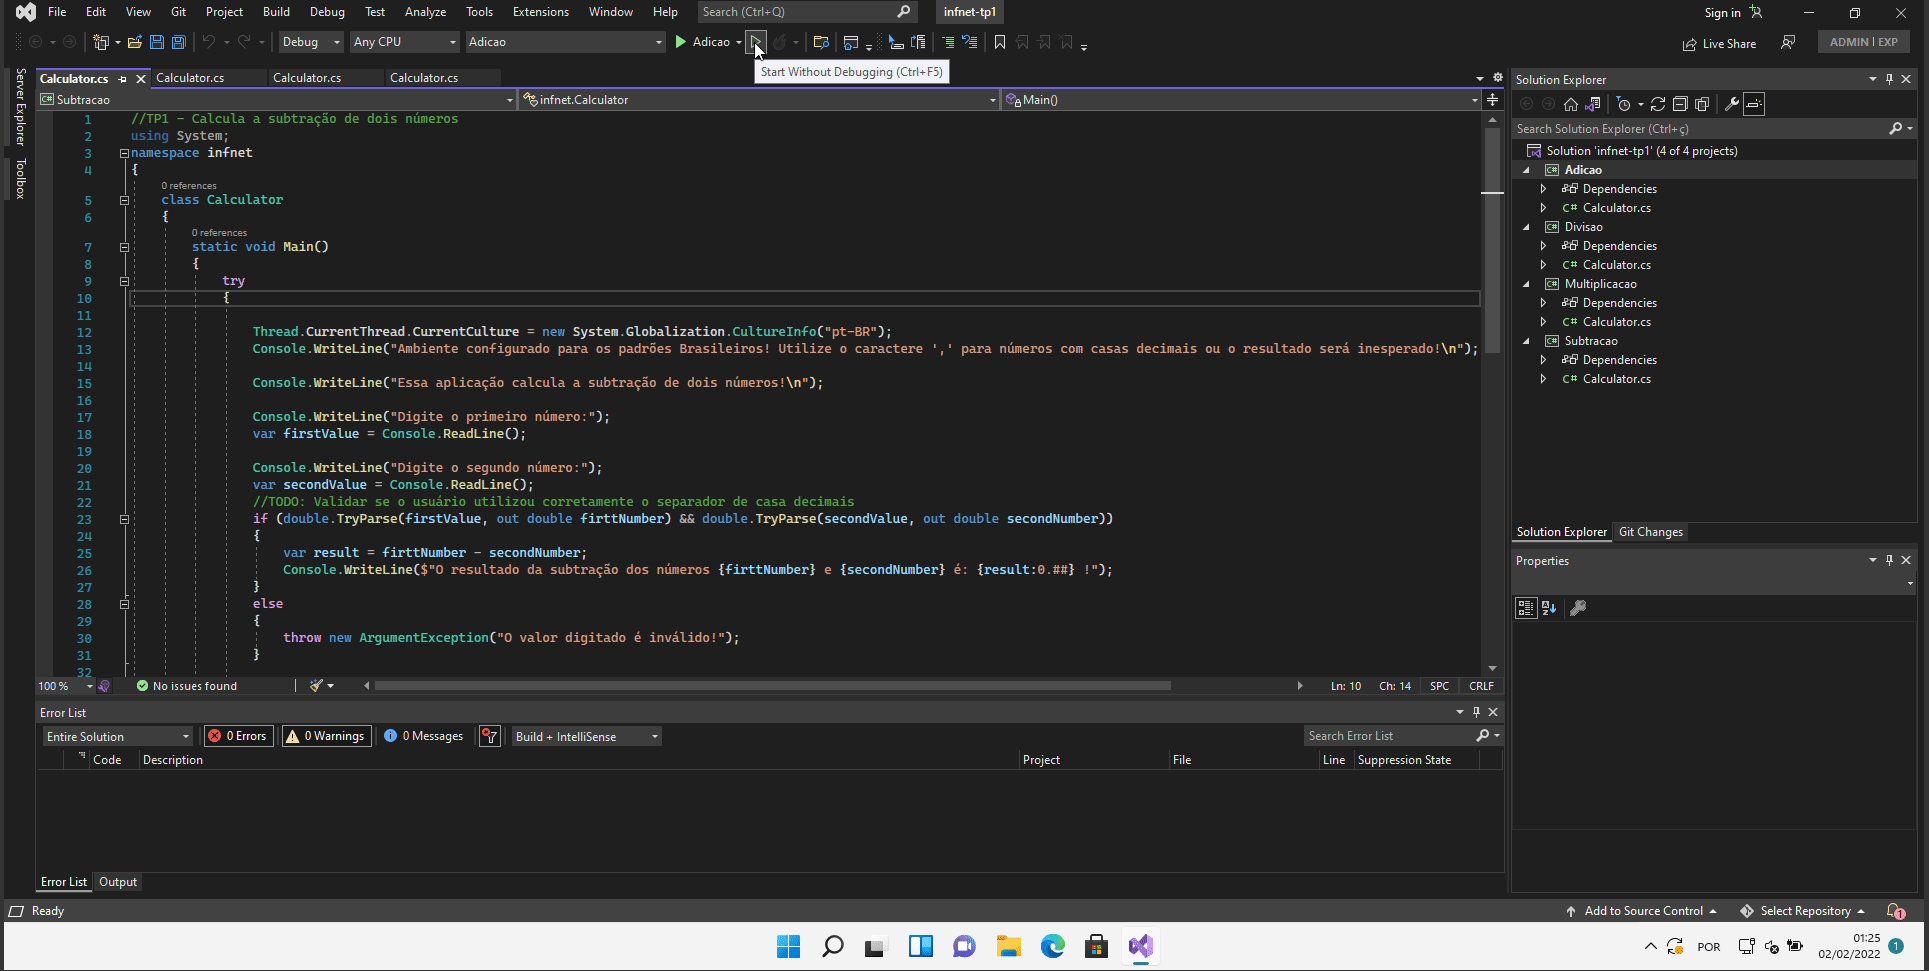 File Edit View Git Project Build Debug Test Analyze Tools Extensions Window Help Search (Ctrl+Q) infnet-tp1 Sign in
Debug Any CPU Adicao Adicao Live Share ADMIN | EXP
Start Without Debugging (Ctrl+F5)
Server Explorer
Toolbox
Calculator.cs Calculator.cs Calculator.cs Calculator.cs
C# Subtracao infnet.Calculator Main()
1 //TP1 - Calcula a subtração de dois números
2 using System;
3 namespace infnet
4 {
0 references
5 class Calculator
6 {
0 references
7 static void Main()
8 {
9 try
10 {
11
12 Thread.CurrentThread.CurrentCulture = new System.Globalization.CultureInfo("pt-BR");
13 Console.WriteLine("Ambiente configurado para os padrões Brasileiros! Utilize o caractere ',' para números com casas decimais ou o resultado será inesperado!\n");
14
15 Console.WriteLine("Essa aplicação calcula a subtração de dois números!\n");
16
17 Console.WriteLine("Digite o primeiro número:");
18 var firstValue = Console.ReadLine();
19
20 Console.WriteLine("Digite o segundo número:");
21 var secondValue = Console.ReadLine();
22 //TODO: Validar se o usuário utilizou corretamente o separador de casa decimais
23 if (double.TryParse(firstValue, out double firttNumber) && double.TryParse(secondValue, out double secondNumber))
24 {
25 var result = firttNumber - secondNumber;
26 Console.WriteLine($"O resultado da subtração dos números {firttNumber} e {secondNumber} é: {result:0.##} !");
27 }
28 else
29 {
30 throw new ArgumentException("O valor digitado é inválido!");
31 }
32
100 % No issues found Ln: 10 Ch: 14 SPC CRLF
Error List
Entire Solution 0 Errors 0 Warnings 0 Messages Build + IntelliSense Search Error List
Code Description Project File Line Suppression State
Error List Output
Solution Explorer
Search Solution Explorer (Ctrl+ç)
Solution 'infnet-tp1' (4 of 4 projects)
C# Adicao
Dependencies
C# Calculator.cs
C# Divisao
Dependencies
C# Calculator.cs
C# Multiplicacao
Dependencies
C# Calculator.cs
C# Subtracao
Dependencies
C# Calculator.cs
Solution Explorer Git Changes
Properties
Ready Add to Source Control Select Repository 1
POR 01:25 1
02/02/2022